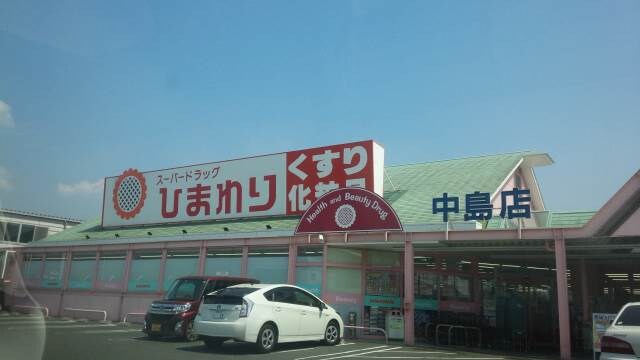 スーパードラッグ
ひまわり
くすり
化粧品
Health and Beauty Drug
中島店